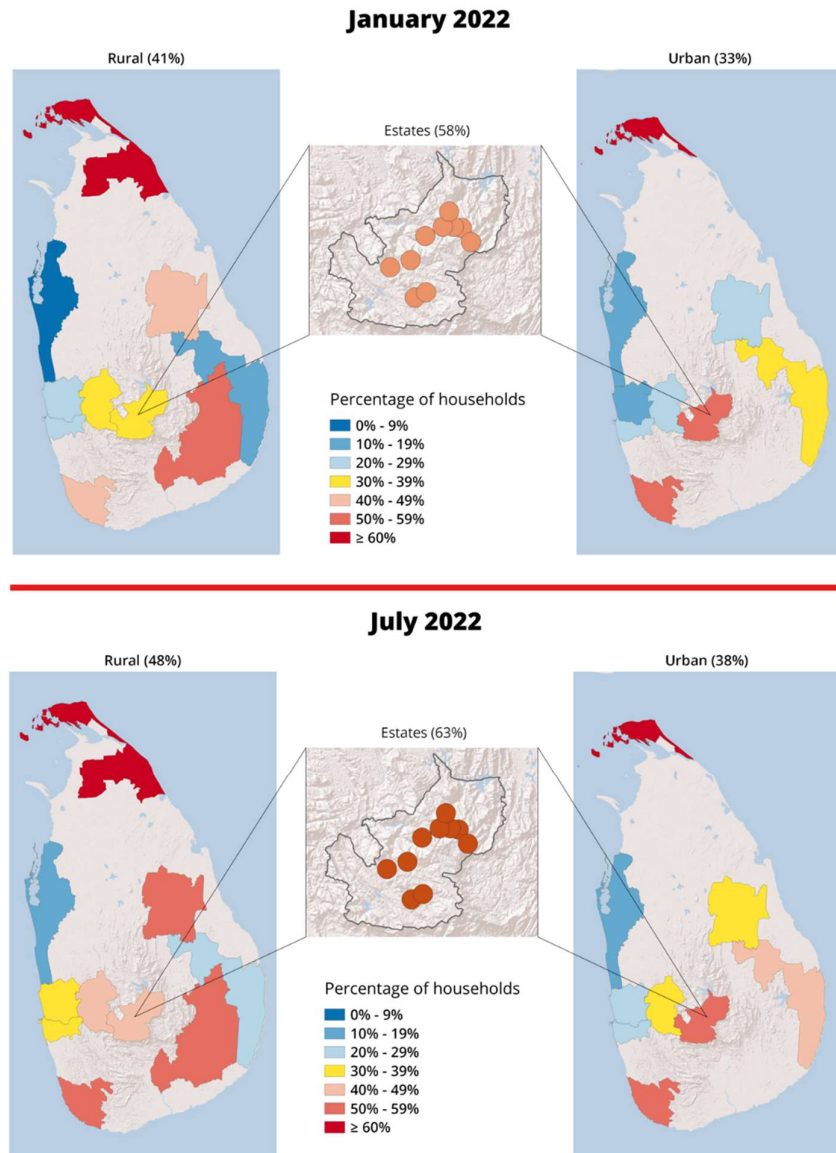 January 2022
Rural (41%)
Urban (33%)
Estates (58%)
Percentage of households
0% - 9%
10% - 19%
20% - 29%
30% - 39%
40% - 49%
50% - 59%
≥ 60%
July 2022
Rural (48%)
Urban (38%)
Estates (63%)
Percentage of households
0% - 9%
10% - 19%
20% - 29%
30% - 39%
40% - 49%
50% - 59%
≥ 60%